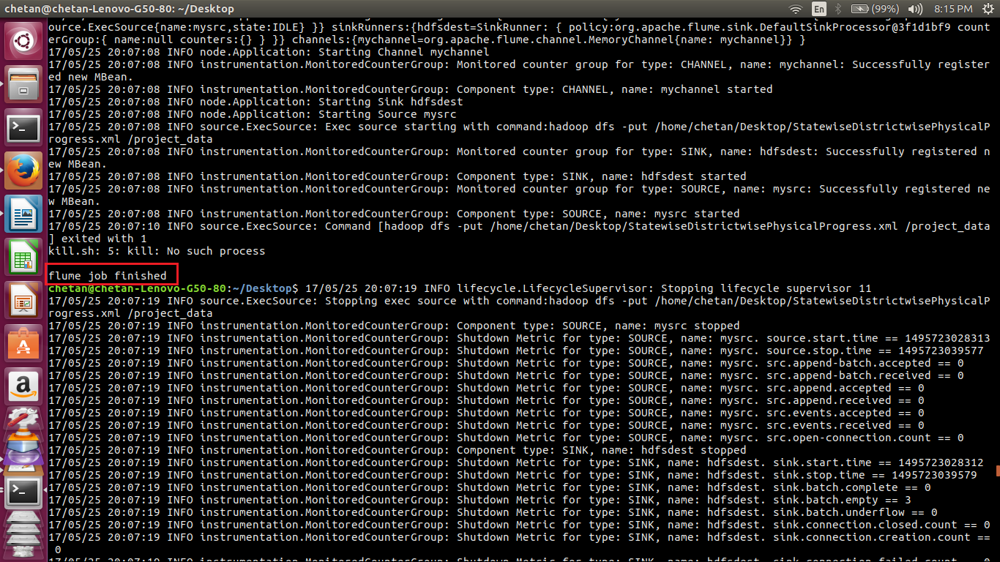 chetan@chetan-Lenovo-G50-80: ~/Desktop
En
(99%)
8:15 PM
ource.ExecSource{name:mysrc,state:IDLE} }} sinkRunners:{hdfsdest=SinkRunner: { policy:org.apache.flume.sink.DefaultSinkProcessor@3f1d1bf9 count
erGroup:{ name:null counters:{} } }} channels:{mychannel=org.apache.flume.channel.MemoryChannel{name: mychannel}} }
17/05/25 20:07:08 INFO node.Application: Starting Channel mychannel
17/05/25 20:07:08 INFO instrumentation.MonitoredCounterGroup: Monitored counter group for type: CHANNEL, name: mychannel: Successfully register
ed new MBean.
17/05/25 20:07:08 INFO instrumentation.MonitoredCounterGroup: Component type: CHANNEL, name: mychannel started
17/05/25 20:07:08 INFO node.Application: Starting Sink hdfsdest
17/05/25 20:07:08 INFO node.Application: Starting Source mysrc
17/05/25 20:07:08 INFO source.ExecSource: Exec source starting with command:hadoop dfs -put /home/chetan/Desktop/StatewiseDistrictwisePhysicalP
rogress.xml /project_data
17/05/25 20:07:08 INFO instrumentation.MonitoredCounterGroup: Monitored counter group for type: SINK, name: hdfsdest: Successfully registered n
ew MBean.
17/05/25 20:07:08 INFO instrumentation.MonitoredCounterGroup: Component type: SINK, name: hdfsdest started
17/05/25 20:07:08 INFO instrumentation.MonitoredCounterGroup: Monitored counter group for type: SOURCE, name: mysrc: Successfully registered ne
w MBean.
17/05/25 20:07:08 INFO instrumentation.MonitoredCounterGroup: Component type: SOURCE, name: mysrc started
17/05/25 20:07:10 INFO source.ExecSource: Command [hadoop dfs -put /home/chetan/Desktop/StatewiseDistrictwisePhysicalProgress.xml /project_data
] exited with 1
kill.sh: 5: kill: No such process
flume job finished
chetan@chetan-Lenovo-G50-80:~/Desktop$ 17/05/25 20:07:19 INFO lifecycle.LifecycleSupervisor: Stopping lifecycle supervisor 11
17/05/25 20:07:19 INFO source.ExecSource: Stopping exec source with command:hadoop dfs -put /home/chetan/Desktop/StatewiseDistrictwisePhysicalP
rogress.xml /project_data
17/05/25 20:07:19 INFO instrumentation.MonitoredCounterGroup: Component type: SOURCE, name: mysrc stopped
17/05/25 20:07:19 INFO instrumentation.MonitoredCounterGroup: Shutdown Metric for type: SOURCE, name: mysrc. source.start.time == 1495723028313
17/05/25 20:07:19 INFO instrumentation.MonitoredCounterGroup: Shutdown Metric for type: SOURCE, name: mysrc. source.stop.time == 1495723039577
17/05/25 20:07:19 INFO instrumentation.MonitoredCounterGroup: Shutdown Metric for type: SOURCE, name: mysrc. src.append-batch.accepted == 0
17/05/25 20:07:19 INFO instrumentation.MonitoredCounterGroup: Shutdown Metric for type: SOURCE, name: mysrc. src.append-batch.received == 0
17/05/25 20:07:19 INFO instrumentation.MonitoredCounterGroup: Shutdown Metric for type: SOURCE, name: mysrc. src.append.accepted == 0
17/05/25 20:07:19 INFO instrumentation.MonitoredCounterGroup: Shutdown Metric for type: SOURCE, name: mysrc. src.append.received == 0
17/05/25 20:07:19 INFO instrumentation.MonitoredCounterGroup: Shutdown Metric for type: SOURCE, name: mysrc. src.events.accepted == 0
17/05/25 20:07:19 INFO instrumentation.MonitoredCounterGroup: Shutdown Metric for type: SOURCE, name: mysrc. src.events.received == 0
17/05/25 20:07:19 INFO instrumentation.MonitoredCounterGroup: Shutdown Metric for type: SOURCE, name: mysrc. src.open-connection.count == 0
17/05/25 20:07:19 INFO instrumentation.MonitoredCounterGroup: Component type: SINK, name: hdfsdest stopped
17/05/25 20:07:19 INFO instrumentation.MonitoredCounterGroup: Shutdown Metric for type: SINK, name: hdfsdest. sink.start.time == 1495723028312
17/05/25 20:07:19 INFO instrumentation.MonitoredCounterGroup: Shutdown Metric for type: SINK, name: hdfsdest. sink.stop.time == 1495723039579
17/05/25 20:07:19 INFO instrumentation.MonitoredCounterGroup: Shutdown Metric for type: SINK, name: hdfsdest. sink.batch.complete == 0
17/05/25 20:07:19 INFO instrumentation.MonitoredCounterGroup: Shutdown Metric for type: SINK, name: hdfsdest. sink.batch.empty == 3
17/05/25 20:07:19 INFO instrumentation.MonitoredCounterGroup: Shutdown Metric for type: SINK, name: hdfsdest. sink.batch.underflow == 0
17/05/25 20:07:19 INFO instrumentation.MonitoredCounterGroup: Shutdown Metric for type: SINK, name: hdfsdest. sink.connection.closed.count == 0
17/05/25 20:07:19 INFO instrumentation.MonitoredCounterGroup: Shutdown Metric for type: SINK, name: hdfsdest. sink.connection.creation.count ==
0
17/05/25 20:07:19 INFO instrumentation.MonitoredCounterGroup: Shutdown Metric for type: SINK, name: hdfsdest. sink.connection.failed.count == 0